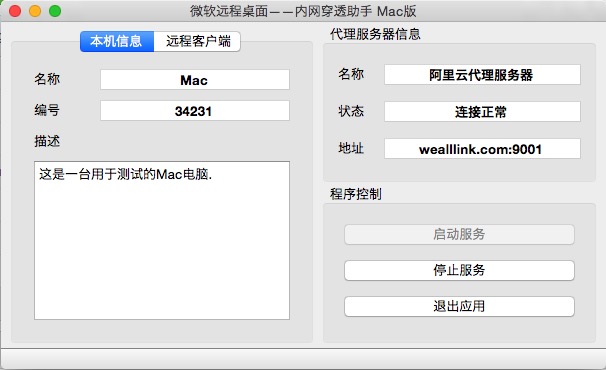 微软远程桌面——内网穿透助手 Mac版
本机信息
远程客户端
名称
Mac
编号
34231
描述
这是一台用于测试的Mac电脑.
代理服务器信息
名称
阿里云代理服务器
状态
连接正常
地址
wealllink.com:9001
程序控制
启动服务
停止服务
退出应用